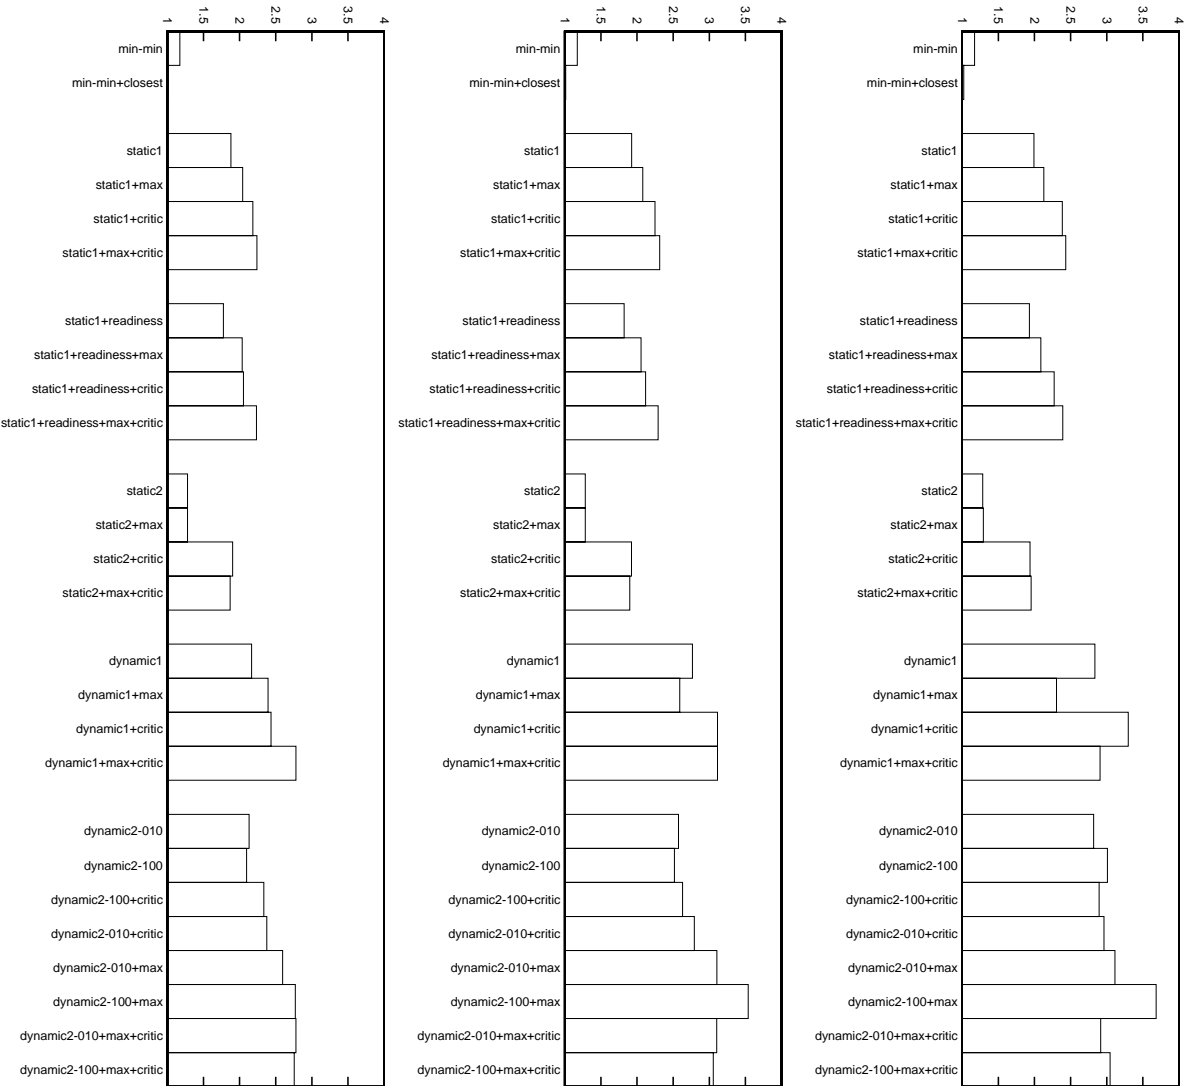 1 1.5 2 2.5 3 3.5 4
min-min
min-min+closest
static1
static1+max
static1+critic
static1+max+critic
static1+readiness
static1+readiness+max
static1+readiness+critic
static1+readiness+max+critic
static2
static2+max
static2+critic
static2+max+critic
dynamic1
dynamic1+max
dynamic1+critic
dynamic1+max+critic
dynamic2-010
dynamic2-100
dynamic2-100+critic
dynamic2-010+critic
dynamic2-010+max
dynamic2-100+max
dynamic2-010+max+critic
dynamic2-100+max+critic
1 1.5 2 2.5 3 3.5 4
min-min
min-min+closest
static1
static1+max
static1+critic
static1+max+critic
static1+readiness
static1+readiness+max
static1+readiness+critic
static1+readiness+max+critic
static2
static2+max
static2+critic
static2+max+critic
dynamic1
dynamic1+max
dynamic1+critic
dynamic1+max+critic
dynamic2-010
dynamic2-100
dynamic2-100+critic
dynamic2-010+critic
dynamic2-010+max
dynamic2-100+max
dynamic2-010+max+critic
dynamic2-100+max+critic
1 1.5 2 2.5 3 3.5 4
min-min
min-min+closest
static1
static1+max
static1+critic
static1+max+critic
static1+readiness
static1+readiness+max
static1+readiness+critic
static1+readiness+max+critic
static2
static2+max
static2+critic
static2+max+critic
dynamic1
dynamic1+max
dynamic1+critic
dynamic1+max+critic
dynamic2-010
dynamic2-100
dynamic2-100+critic
dynamic2-010+critic
dynamic2-010+max
dynamic2-100+max
dynamic2-010+max+critic
dynamic2-100+max+critic